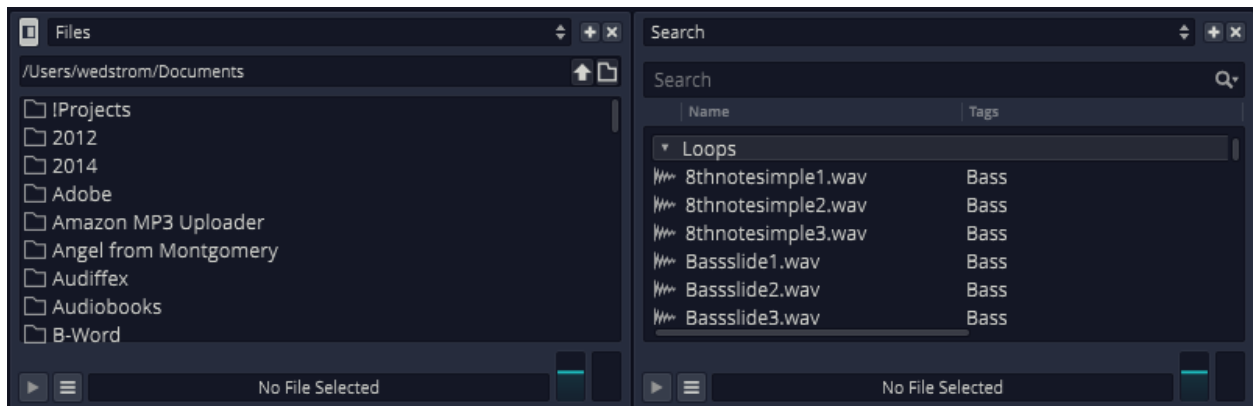 Files
/Users/wedstrom/Documents
!Projects
2012
2014
Adobe
Amazon MP3 Uploader
Angel from Montgomery
Audiffex
Audiobooks
B-Word
No File Selected
Search
Search
Name Tags
Loops
8thnotesimple1.wav Bass
8thnotesimple2.wav Bass
8thnotesimple3.wav Bass
Bassslide1.wav Bass
Bassslide2.wav Bass
Bassslide3.wav Bass
No File Selected